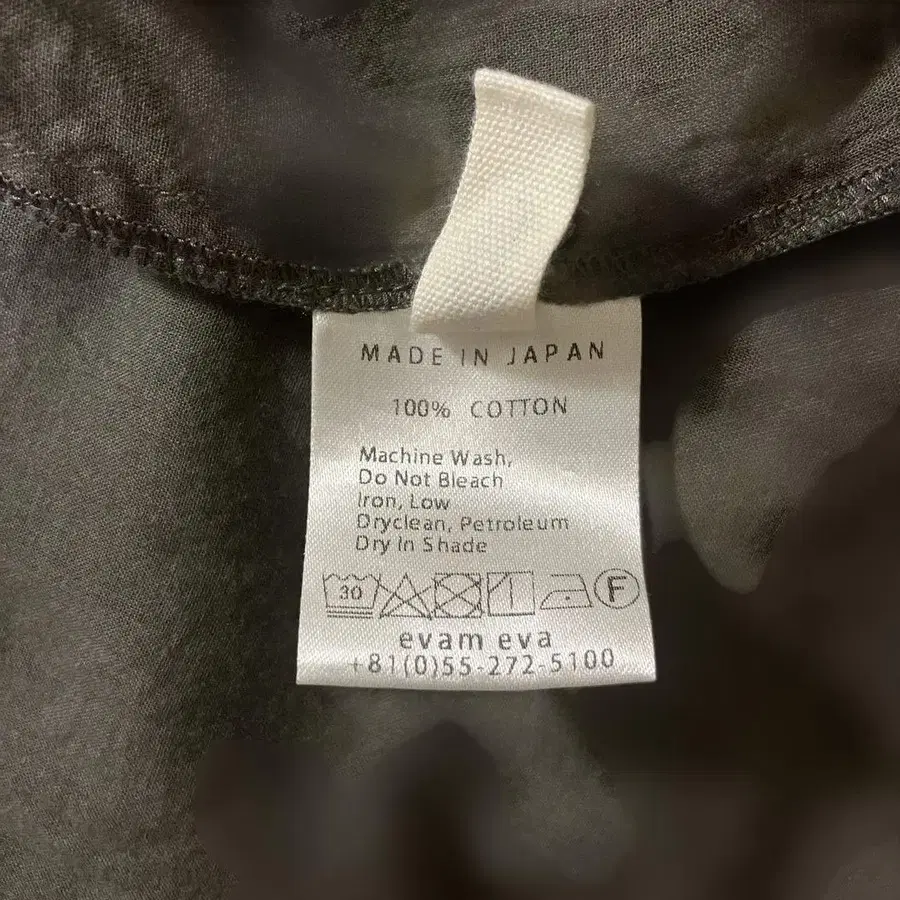 MADE IN JAPAN
100% COTTON
Machine Wash,
Do Not Bleach
Iron, Low
Dryclean, Petroleum
Dry In Shade
30 F
evam eva
+81(0)55-272-5100